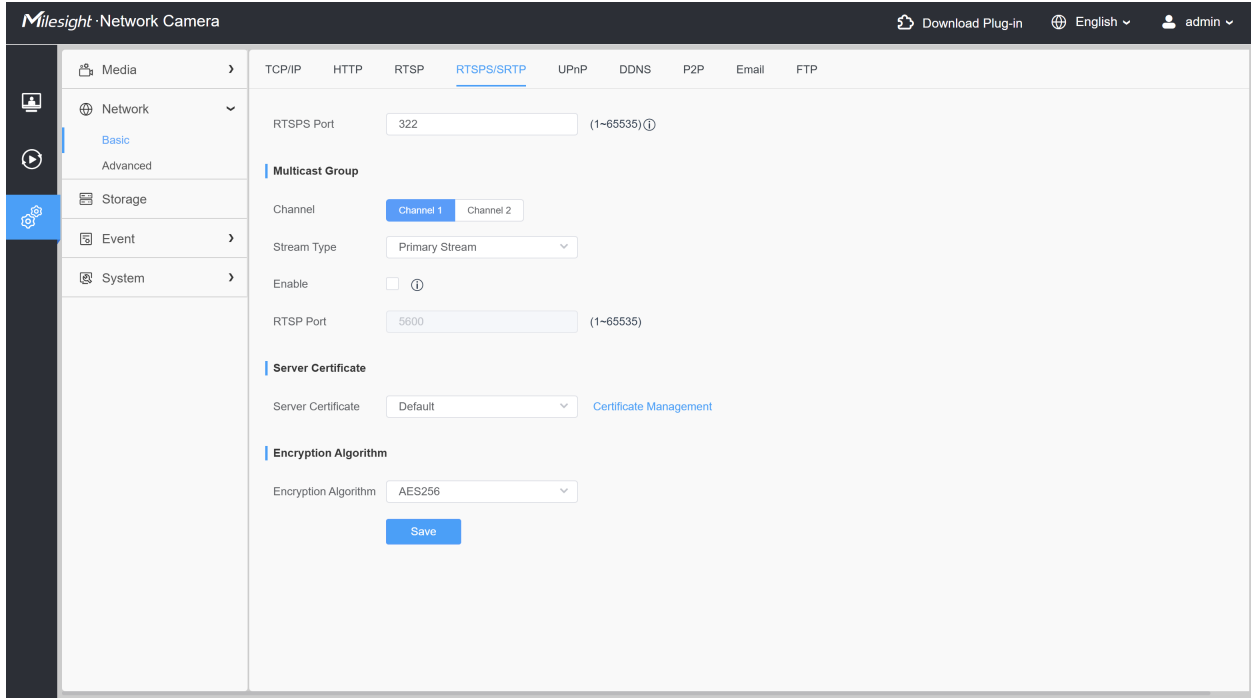 Milesight · Network Camera
Download Plug-in
English
admin
Media
Network
Basic
Advanced
Storage
Event
System
TCP/IP HTTP RTSP RTSPS/SRTP UPnP DDNS P2P Email FTP
RTSPS Port 322 (1~65535)
Multicast Group
Channel Channel 1 Channel 2
Stream Type Primary Stream
Enable
RTSP Port 5600 (1~65535)
Server Certificate
Server Certificate Default Certificate Management
Encryption Algorithm
Encryption Algorithm AES256
Save